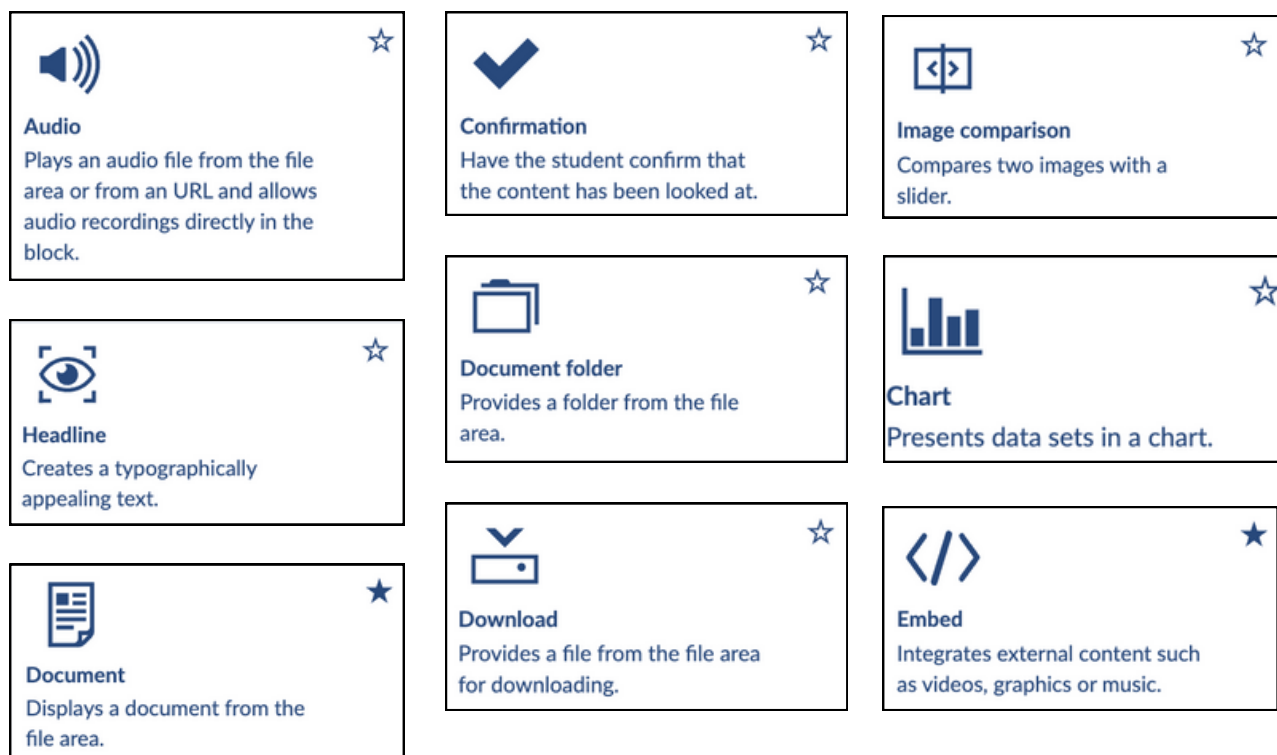 Audio
Plays an audio file from the file
area or from an URL and allows
audio recordings directly in the
block.
Headline
Creates a typographically
appealing text.
Document
Displays a document from the
file area.
Confirmation
Have the student confirm that
the content has been looked at.
Document folder
Provides a folder from the file
area.
Download
Provides a file from the file area
for downloading.
Image comparison
Compares two images with a
slider.
Chart
Presents data sets in a chart.
Embed
Integrates external content such
as videos, graphics or music.